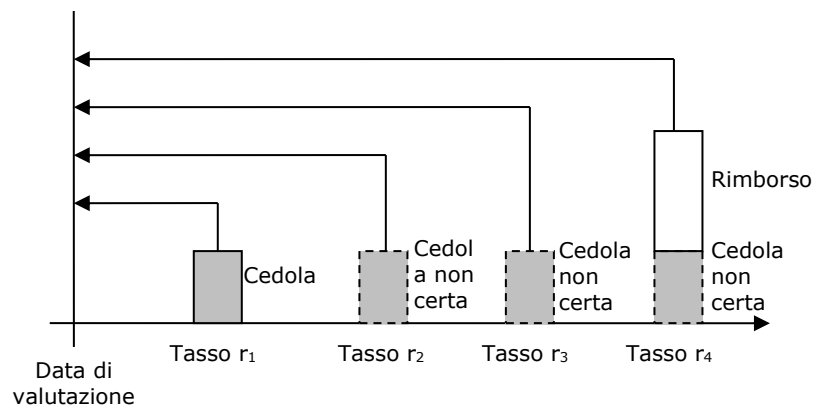 Rimborso
Cedola
Cedol
a non
certa
Cedola
non
certa
Cedola
non
certa
Tasso r₁
Tasso r₂
Tasso r₃
Tasso r₄
Data di
valutazione